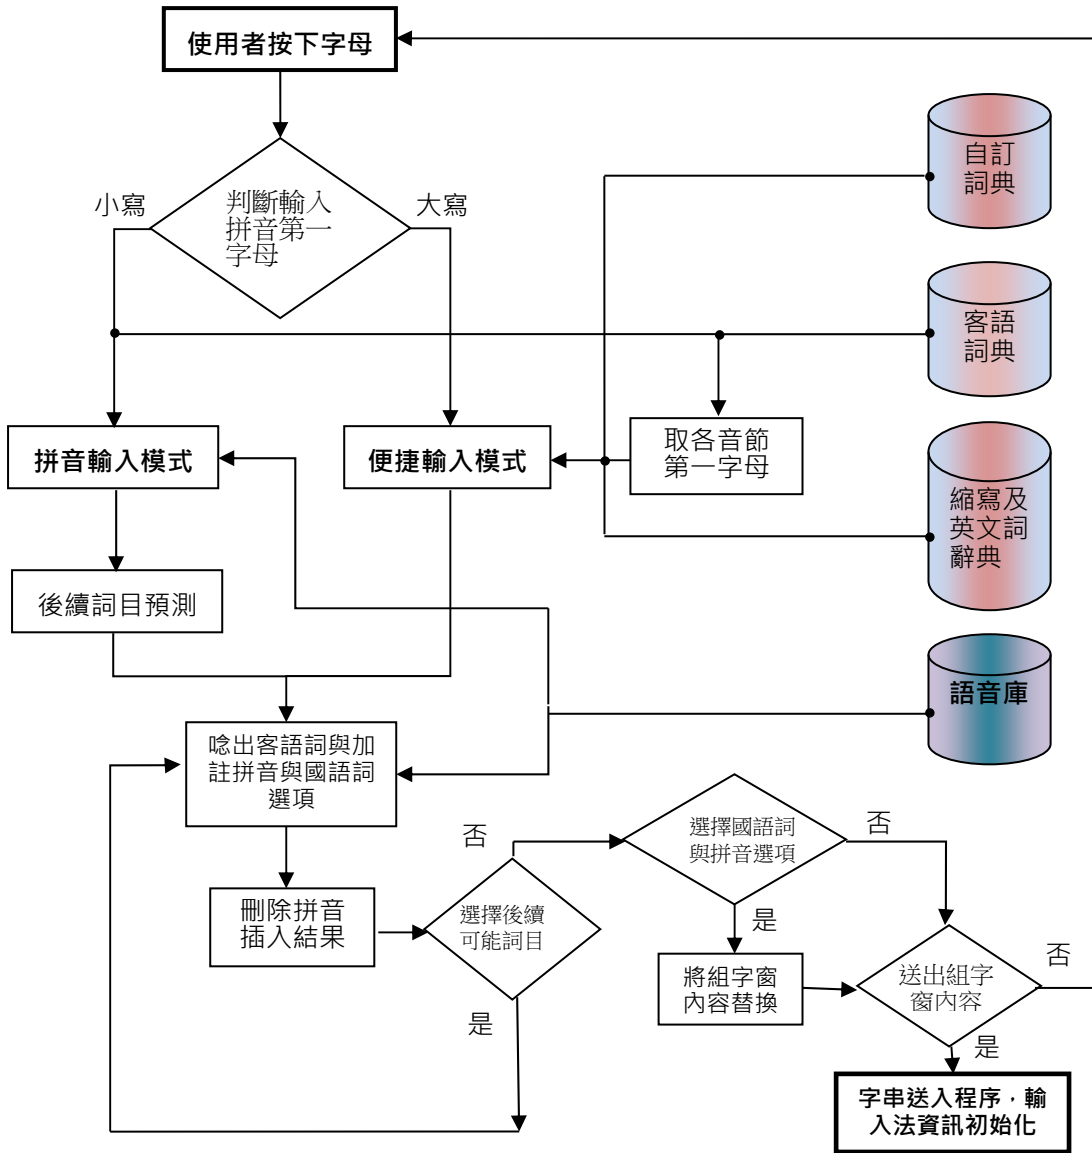 使用者按下字母
自訂
詞典
小寫
判斷輸入
拼音第一
字母
大寫
客語
詞典
拼音輸入模式
便捷輸入模式
取各音節
第一字母
縮寫及
英文詞
辭典
後續詞目預測
語音庫
唸出客語詞與加
註拼音與國語詞
選項
否
選擇國語詞
與拼音選項
否
刪除拼音
插入結果
選擇後續
可能詞目
是
將組字窗
內容替換
送出組字
窗內容
否
是
是
字串送入程序，輸
入法資訊初始化